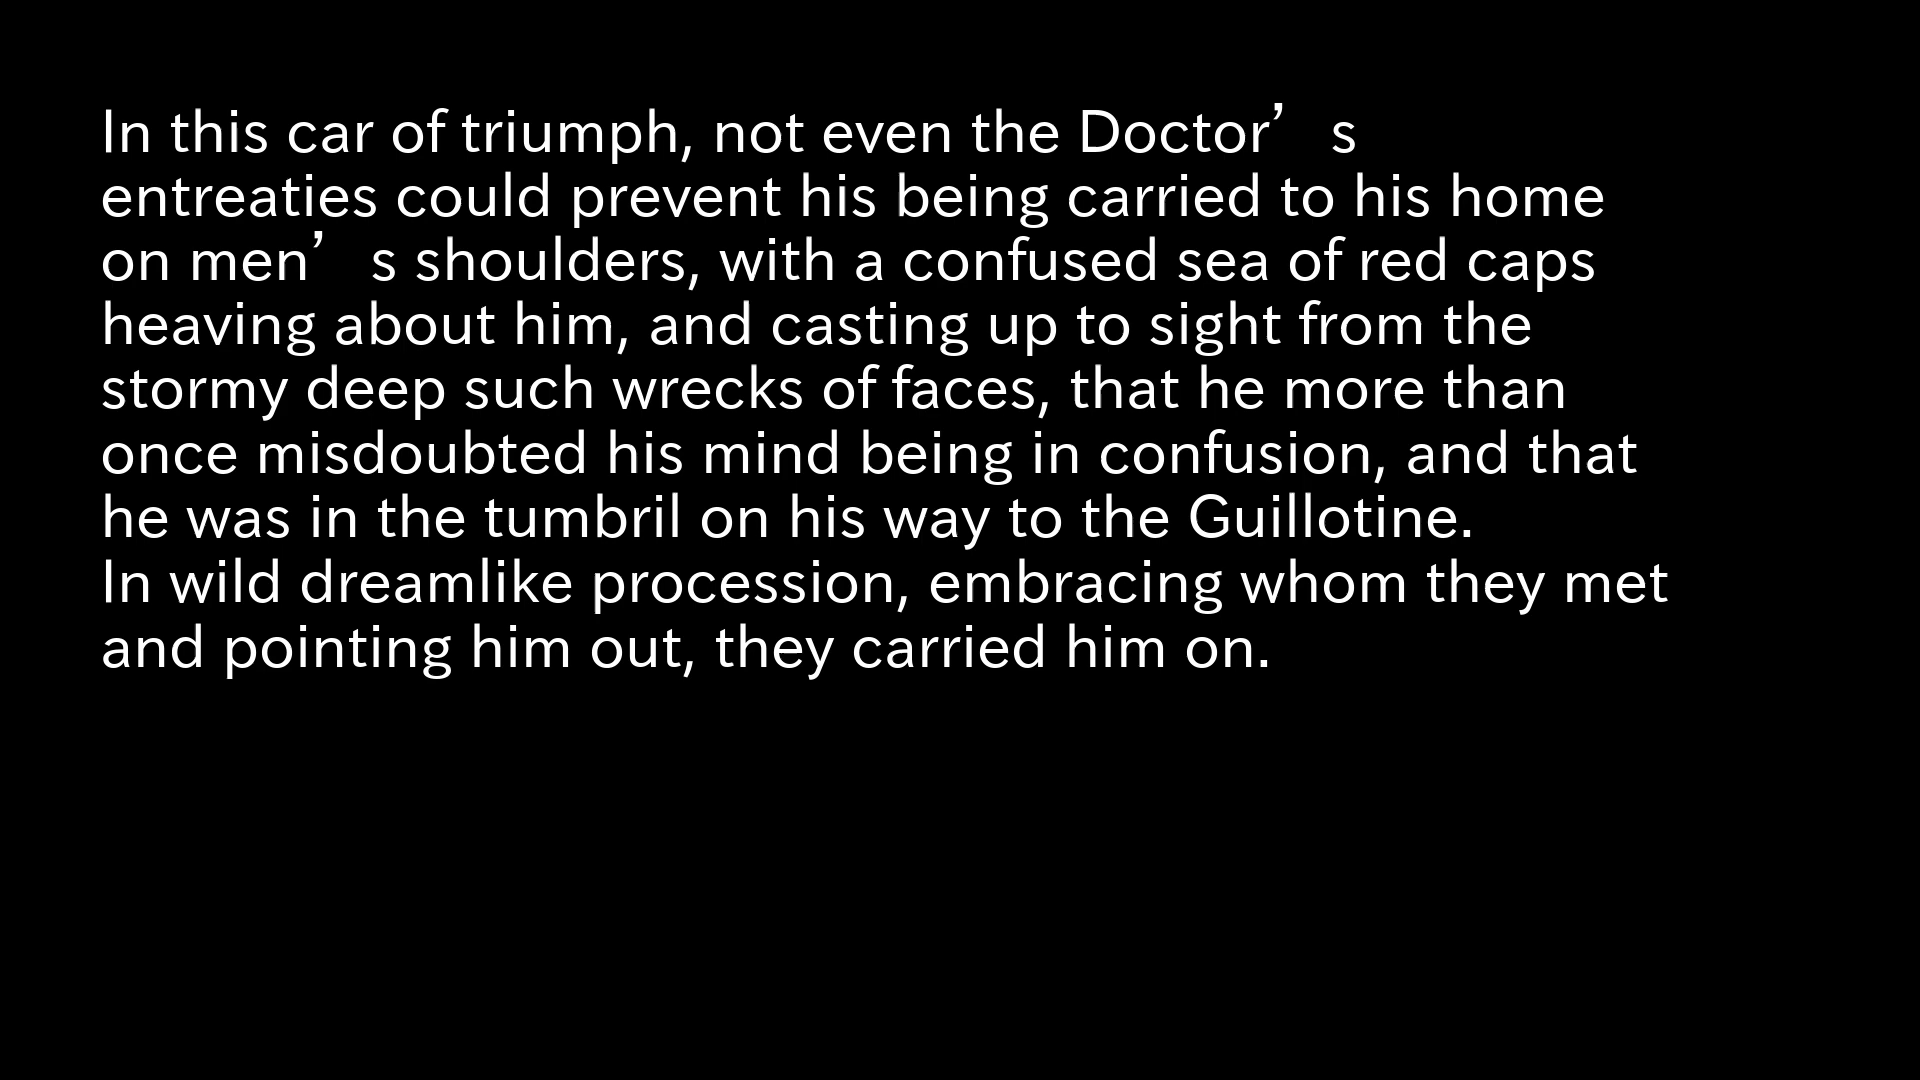 In this car of triumph, not even the Doctor’s
entreaties could prevent his being carried to his home
on men’s shoulders, with a confused sea of red caps
heaving about him, and casting up to sight from the
stormy deep such wrecks of faces, that he more than
once misdoubted his mind being in confusion, and that
he was in the tumbril on his way to the Guillotine.
In wild dreamlike procession, embracing whom they met
and pointing him out, they carried him on.